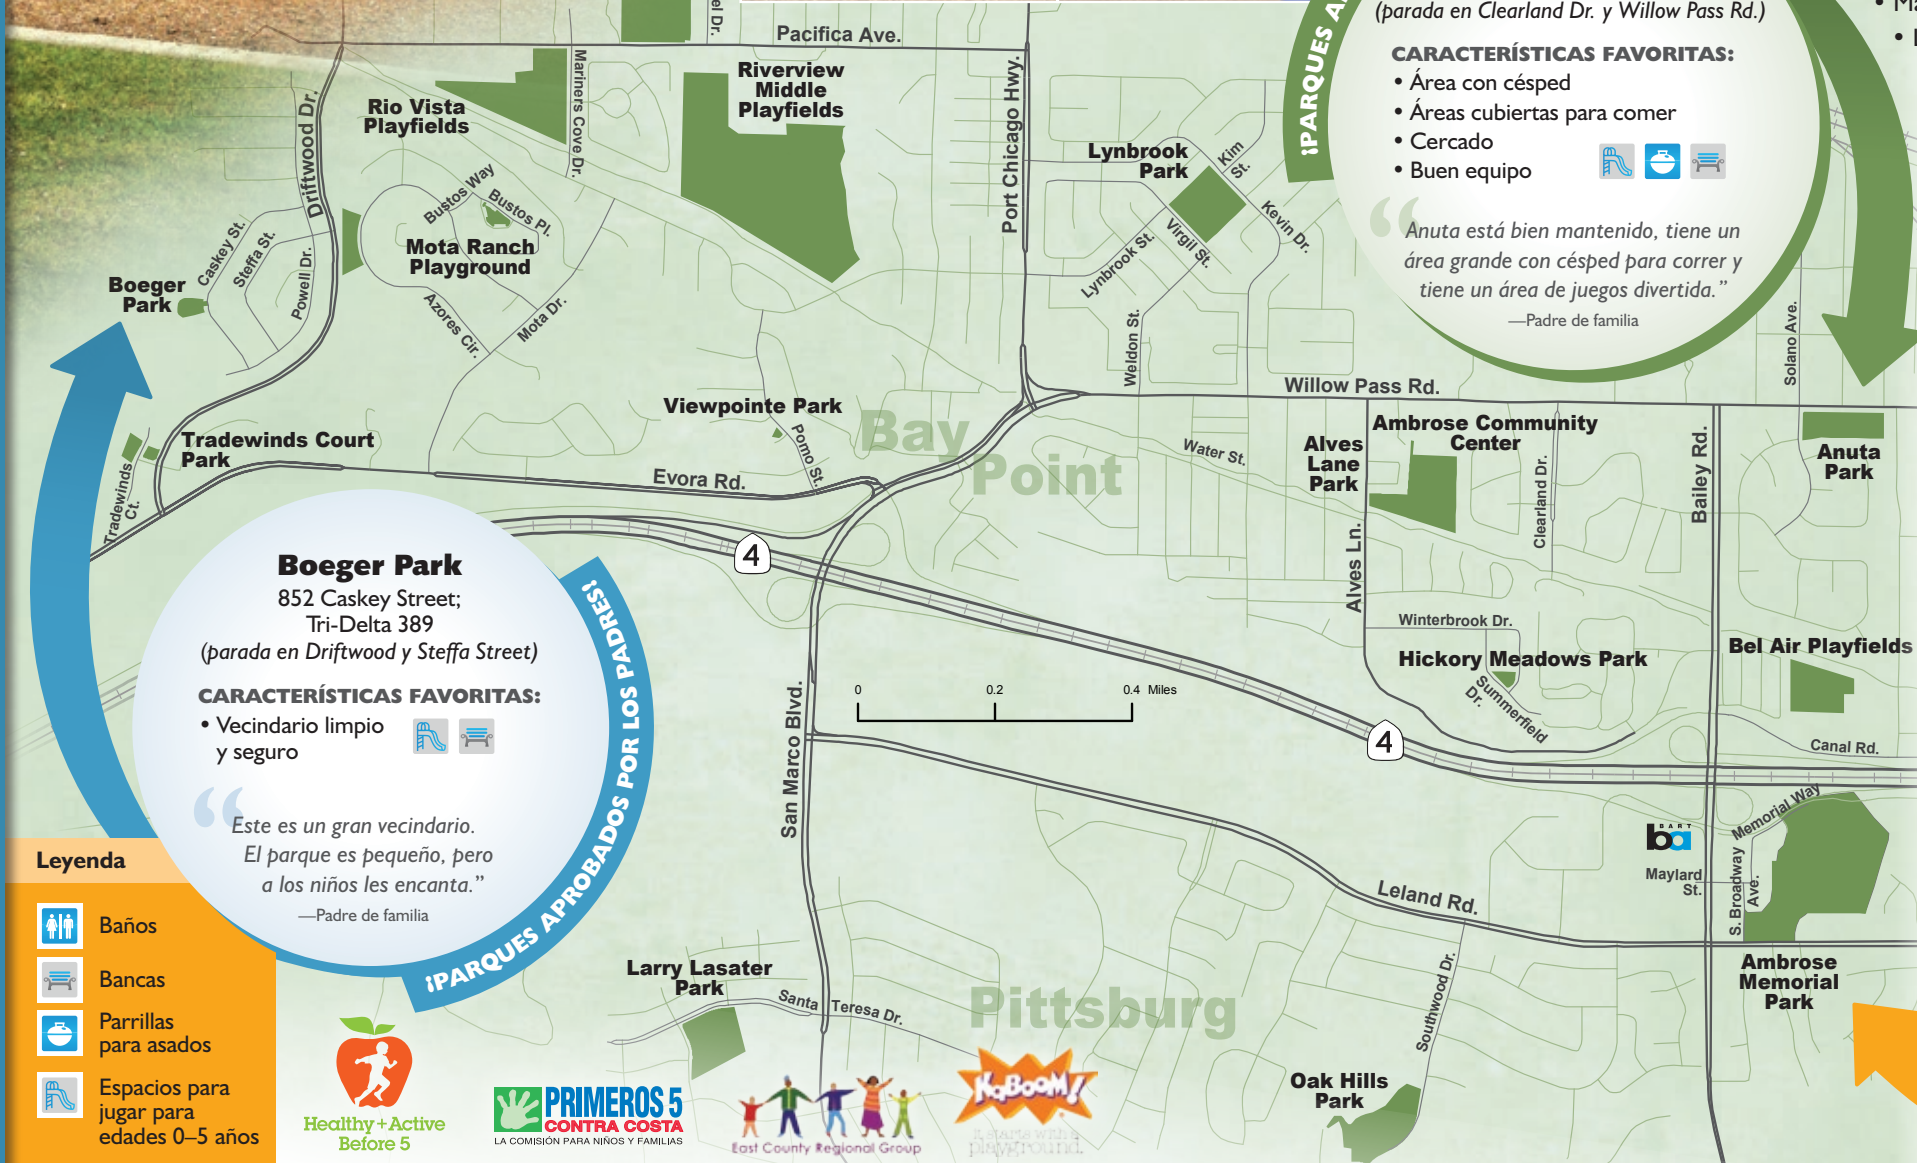 el Dr.
Pacifica Ave.
Driftwood Dr.
Rio Vista
Playfields
Mariners Cove Dr.
Riverview
Middle
Playfields
Port Chicago Hwy.
Lynbrook
Park
Kim
St.
Kevin Dr.
Virgil St.
Lynbrook St.
Weldon St.
Bustos Way
Bustos Pl.
Mota Ranch
Playground
Azores Cir.
Mota Dr.
Caskey St.
Steffa St.
Powell Dr.
Boeger
Park
¡PARQUES A
(parada en Clearland Dr. y Willow Pass Rd.)
CARACTERÍSTICAS FAVORITAS:
• Área con césped
• Áreas cubiertas para comer
• Cercado
• Buen equipo
“Anuta está bien mantenido, tiene un
área grande con césped para correr y
tiene un área de juegos divertida.”
—Padre de familia
Solano Ave.
Willow Pass Rd.
Viewpointe Park
Pomo St.
Bay
Point
Tradewinds Court
Park
Tradewinds
Ct.
Evora Rd.
Water St.
Alves
Lane
Park
Ambrose Community
Center
Clearland Dr.
Bailey Rd.
Anuta
Park
Alves Ln.
4
Winterbrook Dr.
Hickory Meadows Park
Summerfield
Dr.
Bel Air Playfields
Canal Rd.
4
0 0.2 0.4 Miles
San Marco Blvd.
Boeger Park
852 Caskey Street;
Tri-Delta 389
(parada en Driftwood y Steffa Street)
CARACTERÍSTICAS FAVORITAS:
• Vecindario limpio
y seguro
“Este es un gran vecindario.
El parque es pequeño, pero
a los niños les encanta.”
—Padre de familia
¡PARQUES APROBADOS POR LOS PADRES!
BART
ba
Memorial Way
Maylard
St.
S. Broadway
Ave.
Leland Rd.
Ambrose
Memorial
Park
Southwood Dr.
Oak Hills
Park
Larry Lasater
Park
Santa Teresa Dr.
Pittsburg
Leyenda
Baños
Bancas
Parrillas
para asados
Espacios para
jugar para
edades 0–5 años
Healthy+Active
Before 5
PRIMEROS 5
CONTRA COSTA
LA COMISIÓN PARA NIÑOS Y FAMILIAS
East County Regional Group
KaBOOM!
it starts with a
playground.